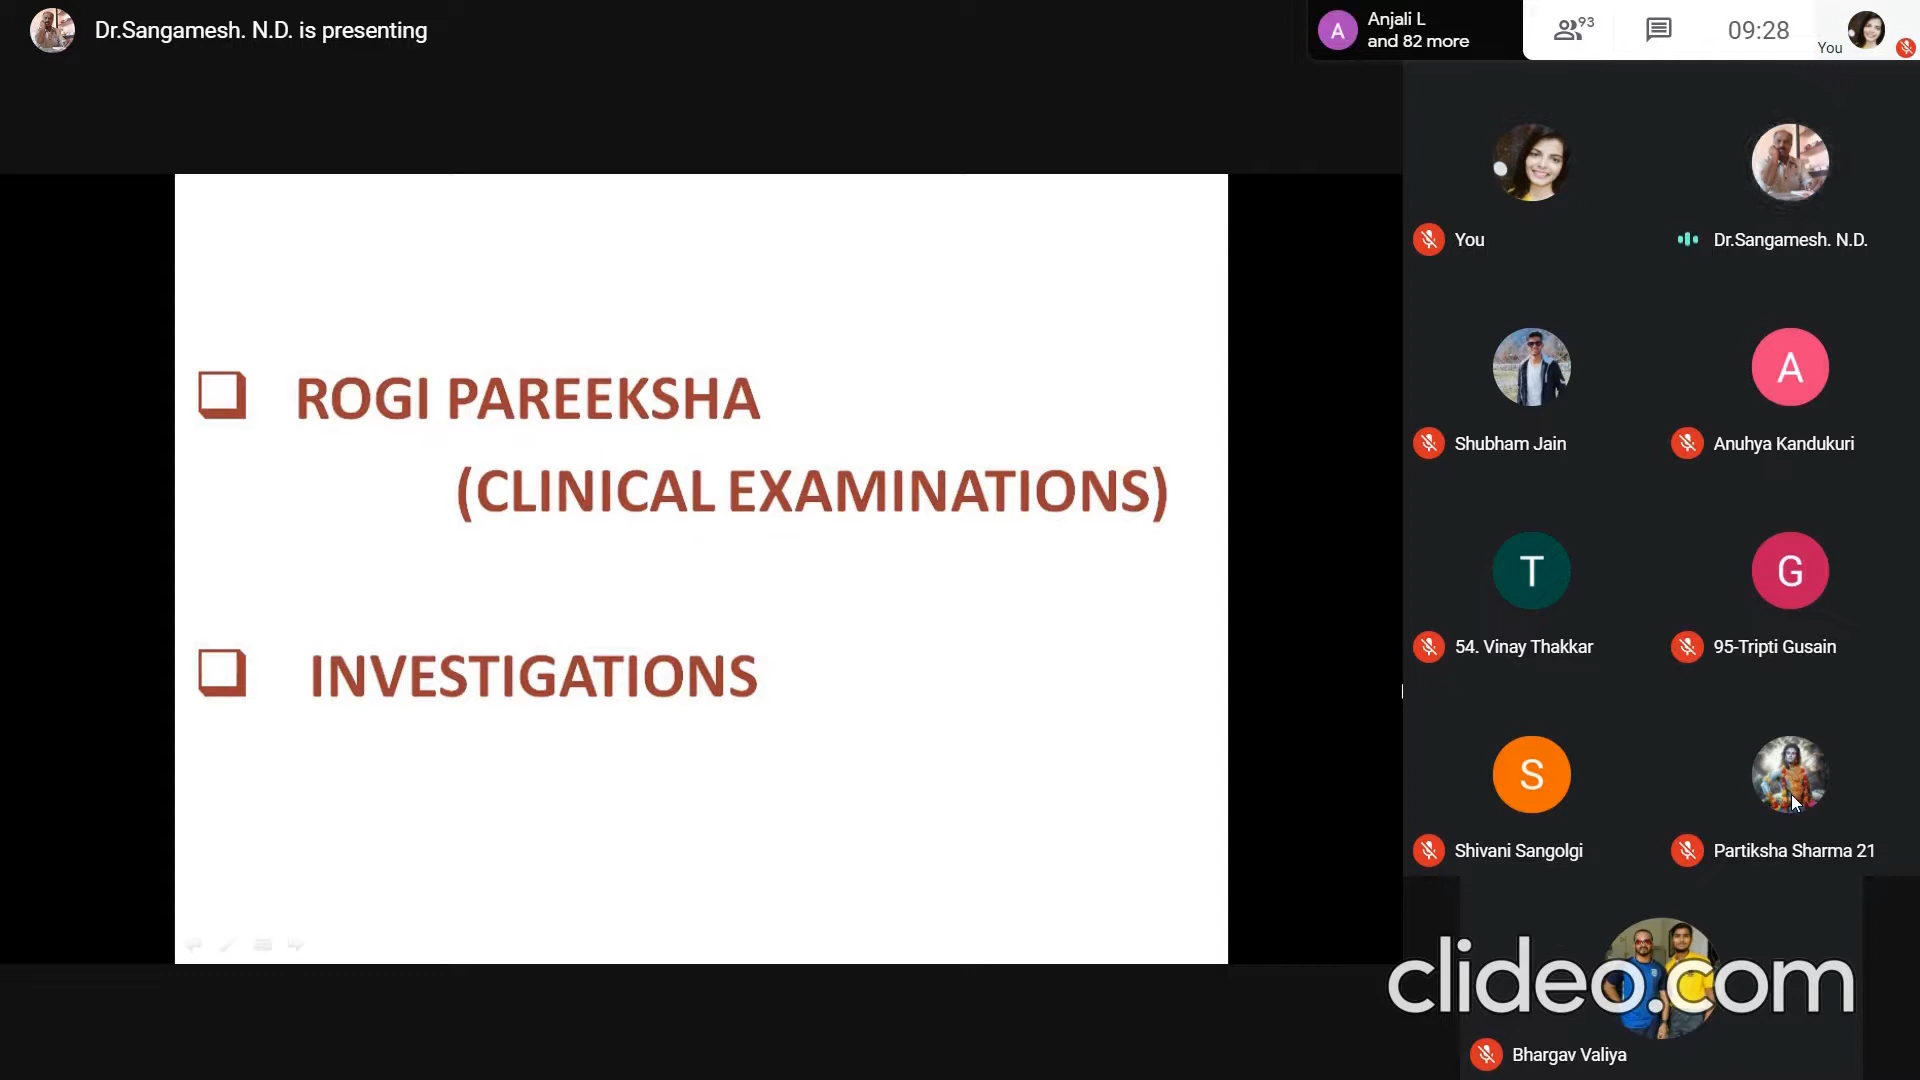 Dr.Sangamesh. N.D. is presenting
A
Anjali L
and 82 more
93
09:28
You
You
Dr.Sangamesh. N.D.
ROGI PAREEKSHA
(CLINICAL EXAMINATIONS)
INVESTIGATIONS
A
Shubham Jain
Anuhya Kandukuri
T
G
54. Vinay Thakkar
95-Tripti Gusain
S
Shivani Sangolgi
Partiksha Sharma 21
clideo.com
Bhargav Valiya